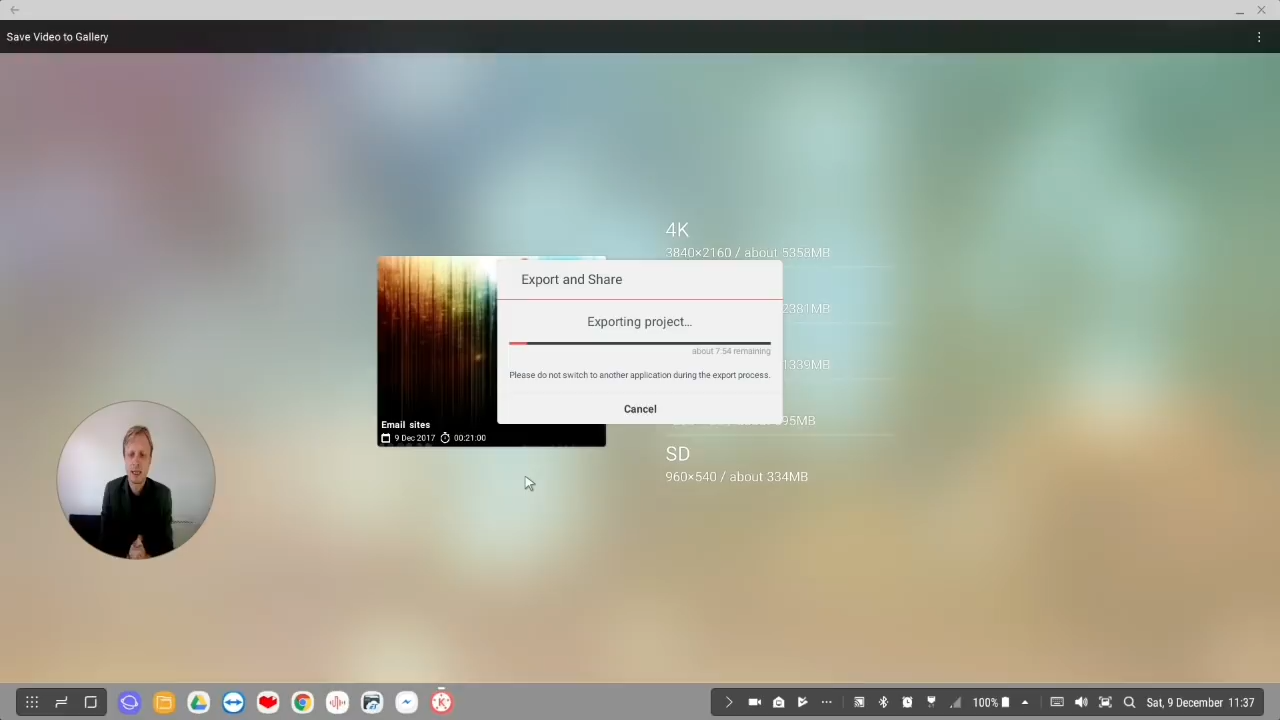 Save Video to Gallery
4K
3840×2160 / about 5358MB
Export and Share
2381MB
Exporting project...
about 7:54 remaining
1339MB
Please do not switch to another application during the export process.
Cancel
95MB
Email sites
9 Dec 2017 00:21:00
SD
960×540 / about 334MB
100% Sat, 9 December 11:37